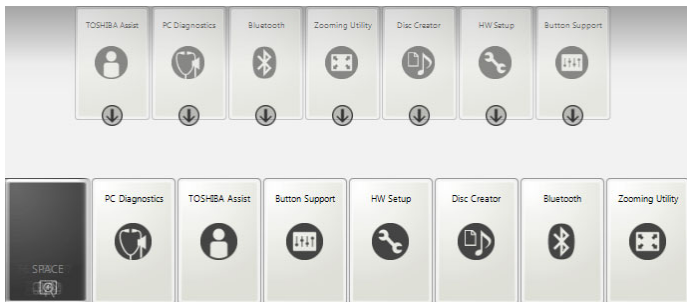 TOSHIBA Assist
PC Diagnostics
Bluetooth
Zooming Utility
Disc Creator
HW Setup
Button Support
PC Diagnostics
TOSHIBA Assist
Button Support
HW Setup
Disc Creator
Bluetooth
Zooming Utility
SPACE